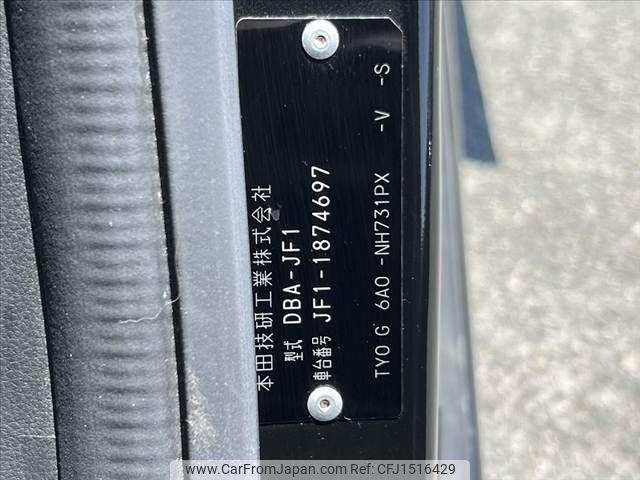 本田技研工業株式会社
型式 DBA-JF1
車台番号 JF1-1874697
TYO G 6AO -NH731PX -V -S
www.CarFromJapan.com Ref: CFJ1516429